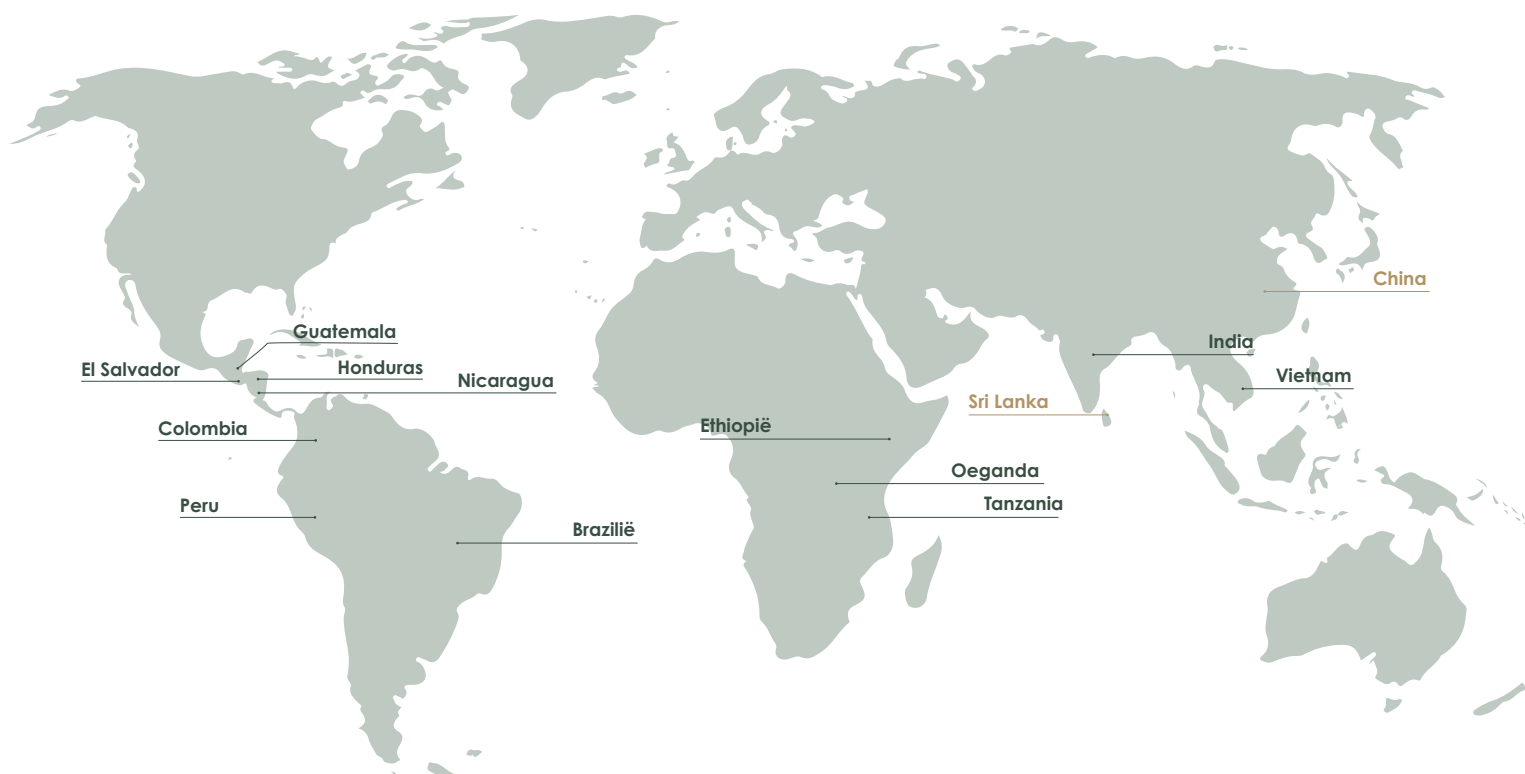 China
Guatemala
India
El Salvador
Honduras
Nicaragua
Vietnam
Sri Lanka
Colombia
Ethiopië
Oeganda
Peru
Tanzania
Brazilië